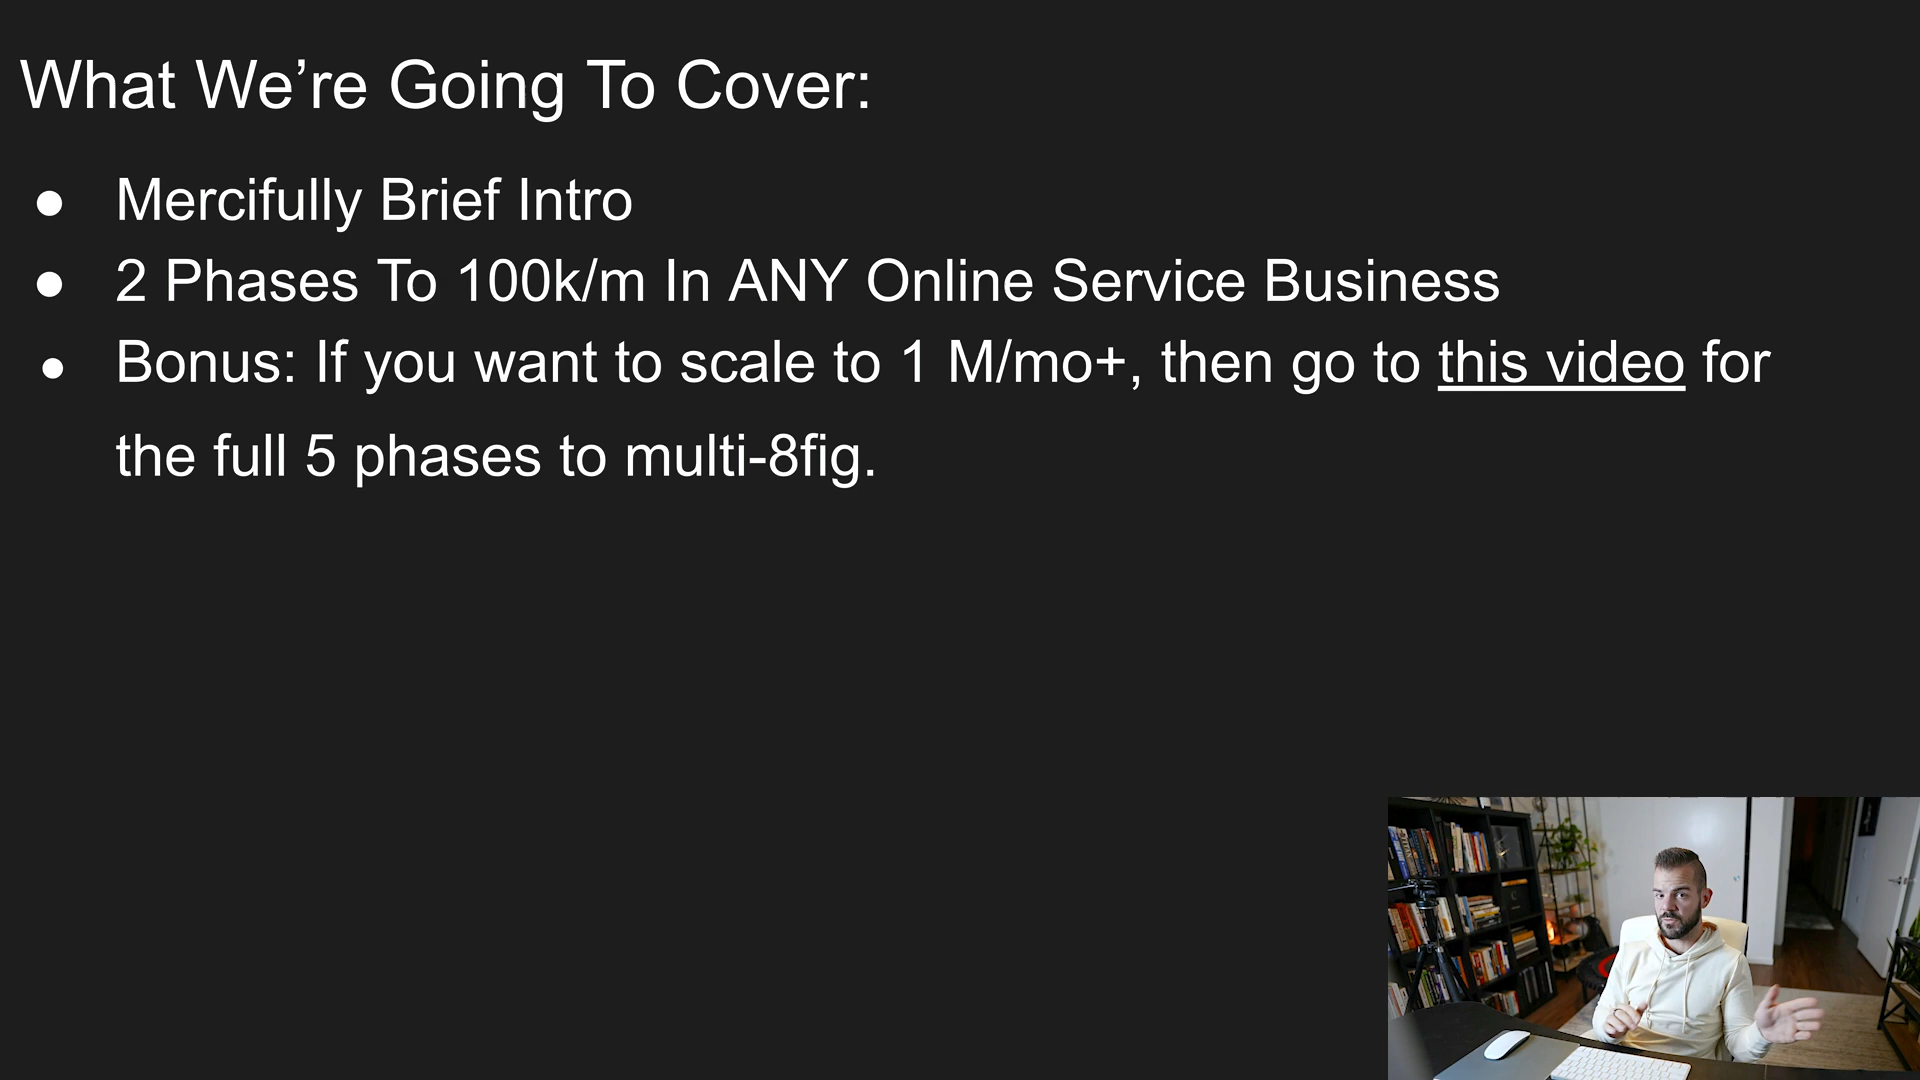 What We’re Going To Cover:
● Mercifully Brief Intro
● 2 Phases To 100k/m In ANY Online Service Business
● Bonus: If you want to scale to 1 M/mo+, then go to this video for
the full 5 phases to multi-8fig.